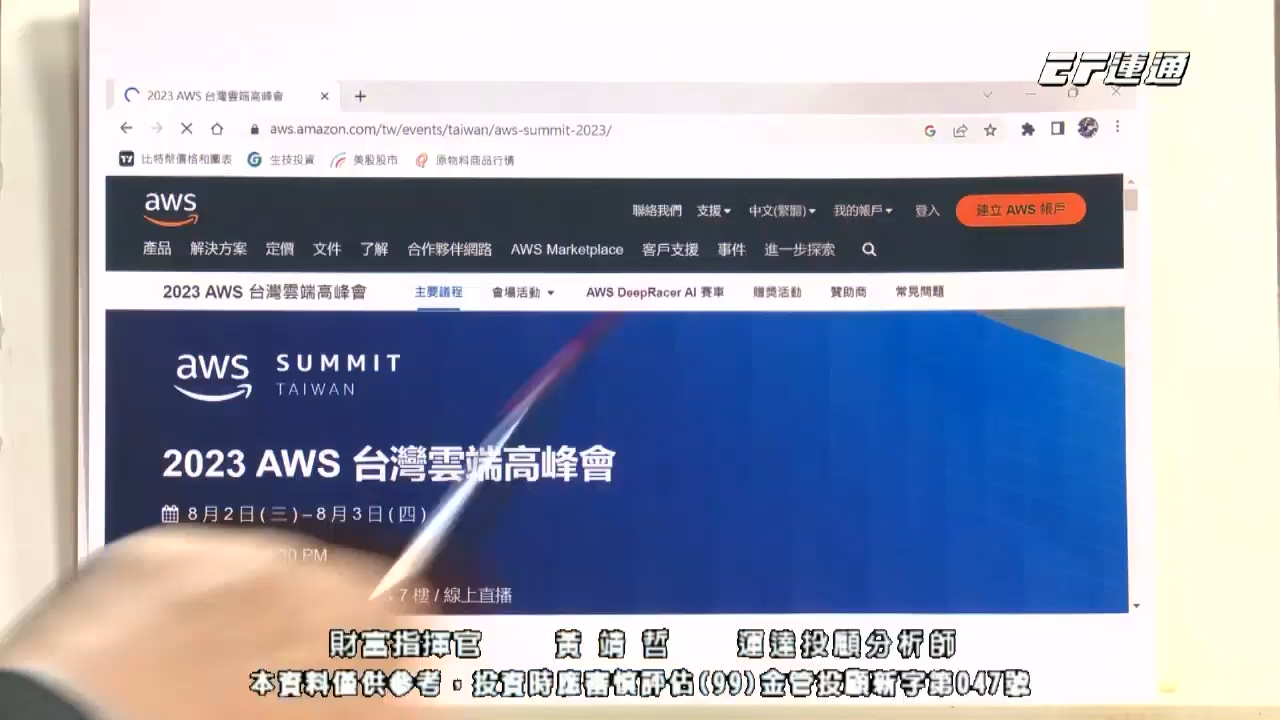 EF運通
2023 AWS 台灣雲端高峰會
aws.amazon.com/tw/events/taiwan/aws-summit-2023/
比特幣價格和圖表 生技投資 美股股市 原物料商品行情
aws 聯絡我們 支援 中文(繁體) 我的帳戶 登入 建立 AWS 帳戶
產品 解決方案 定價 文件 了解 合作夥伴網路 AWS Marketplace 客戶支援 事件 進一步探索
2023 AWS 台灣雲端高峰會 主要議程 會場活動 AWS DeepRacer AI 賽車 贈獎活動 贊助商 常見問題
aws SUMMIT
TAIWAN
2023 AWS 台灣雲端高峰會
8月2日(三)–8月3日(四)
30 PM
7 樓 / 線上直播
財富指揮官 黃靖哲 運達投顧分析師
本資料僅供參考，投資時應審慎評估(99)金管投顧新字第047號